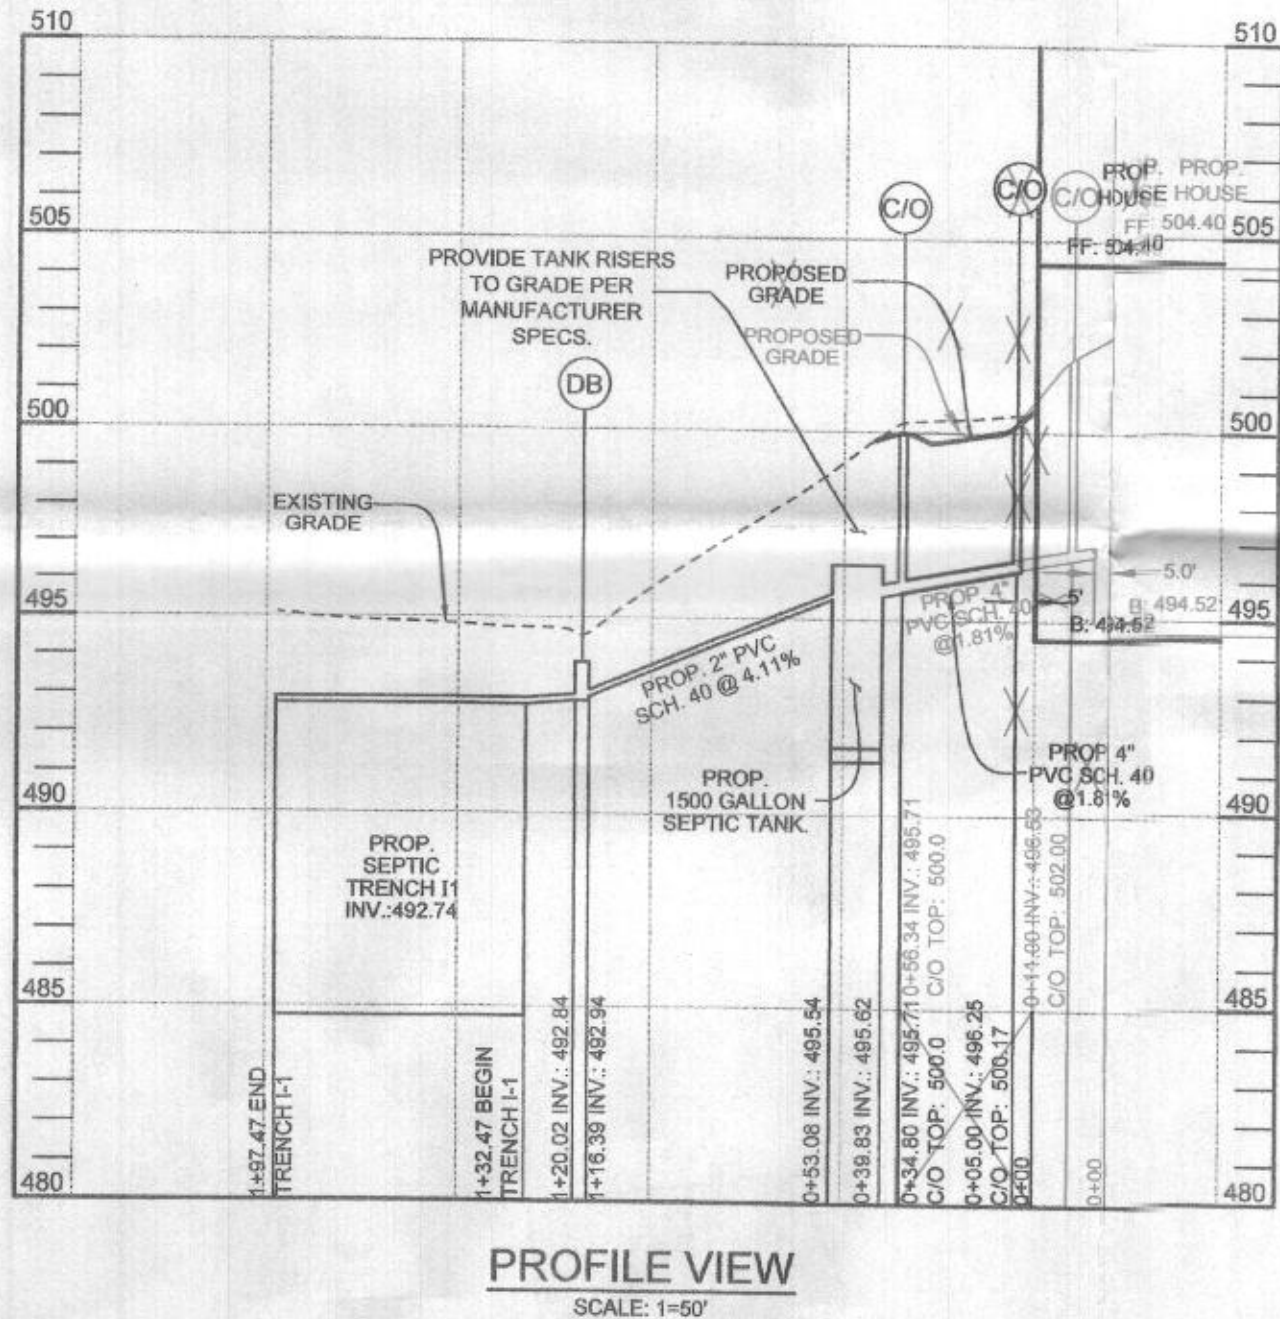 510
510
505
505
500
500
495
495
490
490
485
485
480
480
C/O
C/O
C/O
PROP
HOUSE
PROP.
HOUSE
FF: 504.40
FF: 504.40
PROVIDE TANK RISERS
TO GRADE PER
MANUFACTURER
SPECS.
PROPOSED
GRADE
PROPOSED
GRADE
DB
EXISTING
GRADE
5.0'
5'
B: 494.52
B: 494.52
PROP. 4"
PVC SCH. 40
@1.81%
PROP. 2" PVC
SCH. 40 @ 4.11%
PROP 4"
PVC SCH. 40
@1.81%
PROP.
1500 GALLON
SEPTIC TANK.
PROP.
SEPTIC
TRENCH I1
INV.:492.74
1+97.47 END
TRENCH I-1
1+32.47 BEGIN
TRENCH I-1
1+20.02 INV.: 492.84
1+16.39 INV.: 492.94
0+53.08 INV.: 495.54
0+39.83 INV.: 495.62
0+34.80 INV.: 495.71
C/O TOP: 500.0
0+56.34 INV.: 495.71
C/O TOP: 500.0
0+05.00 INV.: 496.25
C/O TOP: 500.17
0+00
0+11.00 INV.: 496.53
C/O TOP: 502.00
0+00
PROFILE VIEW
SCALE: 1=50'